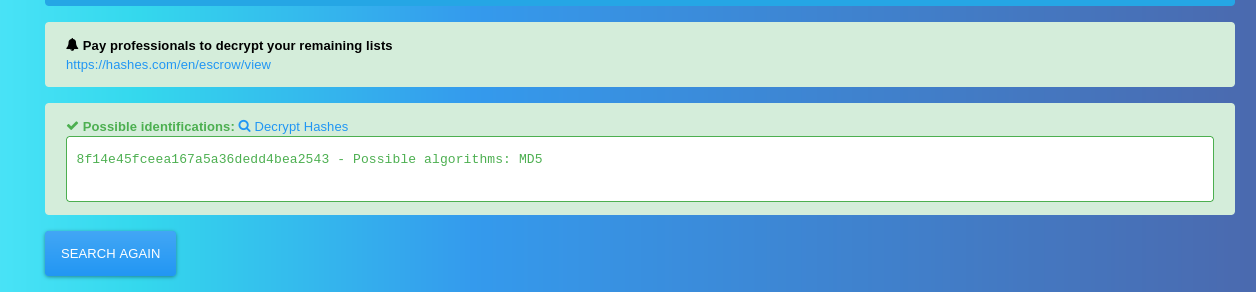 Pay professionals to decrypt your remaining lists
https://hashes.com/en/escrow/view
Possible identifications: Decrypt Hashes
8f14e45fceea167a5a36dedd4bea2543 - Possible algorithms: MD5
SEARCH AGAIN